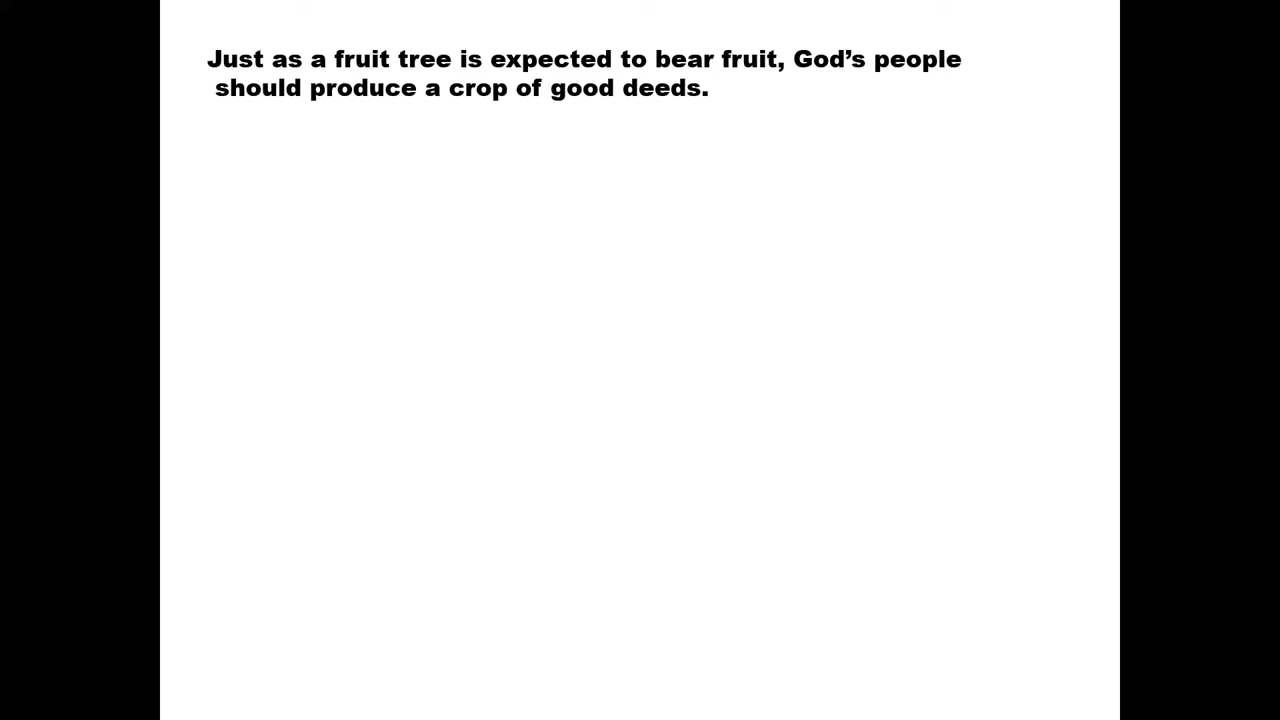 Just as a fruit tree is expected to bear fruit, God’s people
should produce a crop of good deeds.